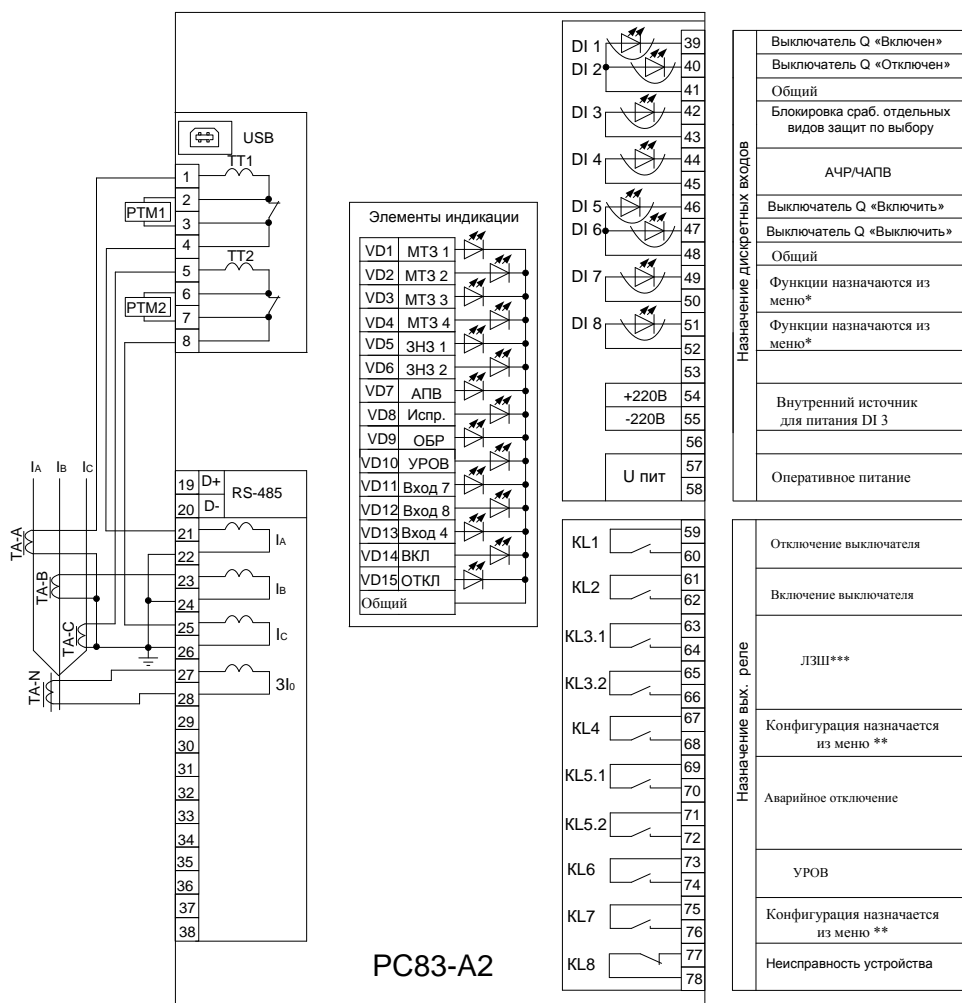 USB
TT1
1
2
3
4
РТМ1
TT2
5
6
7
8
РТМ2
IA IB IC
TA-A
TA-B
TA-C
TA-N
19 D+
20 D-
RS-485
21
22
IA
23
24
IB
25
26
IC
27
28
3I0
29
30
31
32
33
34
35
36
37
38
Элементы индикации
VD1 МТЗ 1
VD2 МТЗ 2
VD3 МТЗ 3
VD4 МТЗ 4
VD5 ЗНЗ 1
VD6 ЗНЗ 2
VD7 АПВ
VD8 Испр.
VD9 ОБР
VD10 УРОВ
VD11 Вход 7
VD12 Вход 8
VD13 Вход 4
VD14 ВКЛ
VD15 ОТКЛ
Общий
РС83-А2
DI 1 39
DI 2 40
41
DI 3 42
43
DI 4 44
45
DI 5 46
DI 6 47
48
DI 7 49
50
DI 8 51
52
53
+220В 54
-220В 55
56
U пит
57
58
Назначение дискретных входов
Выключатель Q «Включен»
Выключатель Q «Отключен»
Общий
Блокировка сраб. отдельных
видов защит по выбору
АЧР/ЧАПВ
Выключатель Q «Включить»
Выключатель Q «Выключить»
Общий
Функции назначаются из
меню*
Функции назначаются из
меню*
Внутренний источник
для питания DI 3
Оперативное питание
KL1
59
60
KL2
61
62
KL3.1
63
64
KL3.2
65
66
KL4
67
68
KL5.1
69
70
KL5.2
71
72
KL6
73
74
KL7
75
76
KL8
77
78
Назначение вых. реле
Отключение выключателя
Включение выключателя
ЛЗШ***
Конфигурация назначается
из меню **
Аварийное отключение
УРОВ
Конфигурация назначается
из меню **
Неисправность устройства